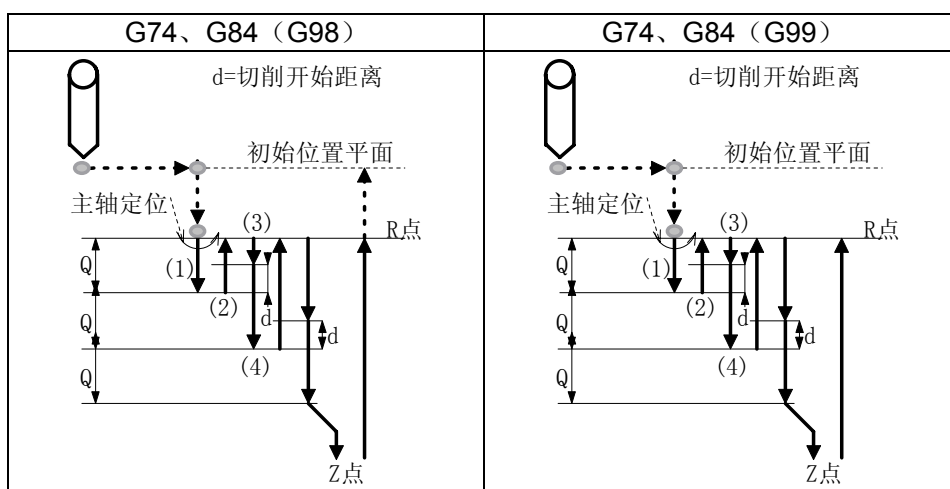 G74、G84（G98）
d=切削开始距离
初始位置平面
主轴定位
(3)
R点
Q
(1)
(2)
d
Q
d
(4)
Q
Z点
G74、G84（G99）
d=切削开始距离
初始位置平面
主轴定位
(3)
R点
Q
(1)
(2)
d
Q
d
(4)
Q
Z点